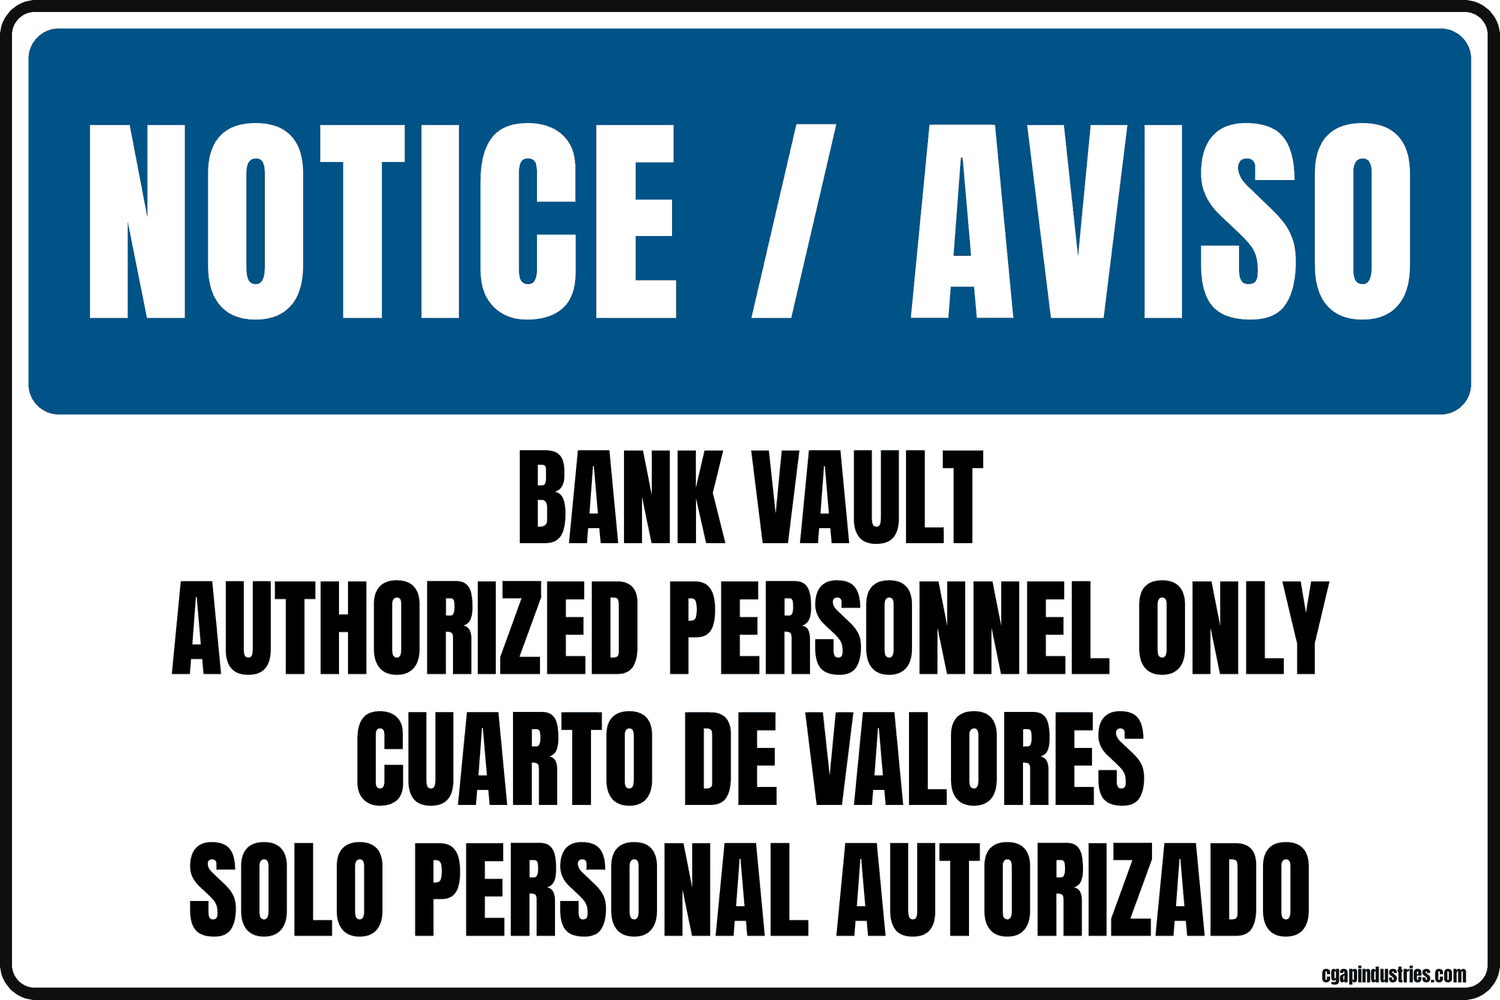 NOTICE / AVISO
BANK VAULT
AUTHORIZED PERSONNEL ONLY
CUARTO DE VALORES
SOLO PERSONAL AUTORIZADO
cgapindustries.com